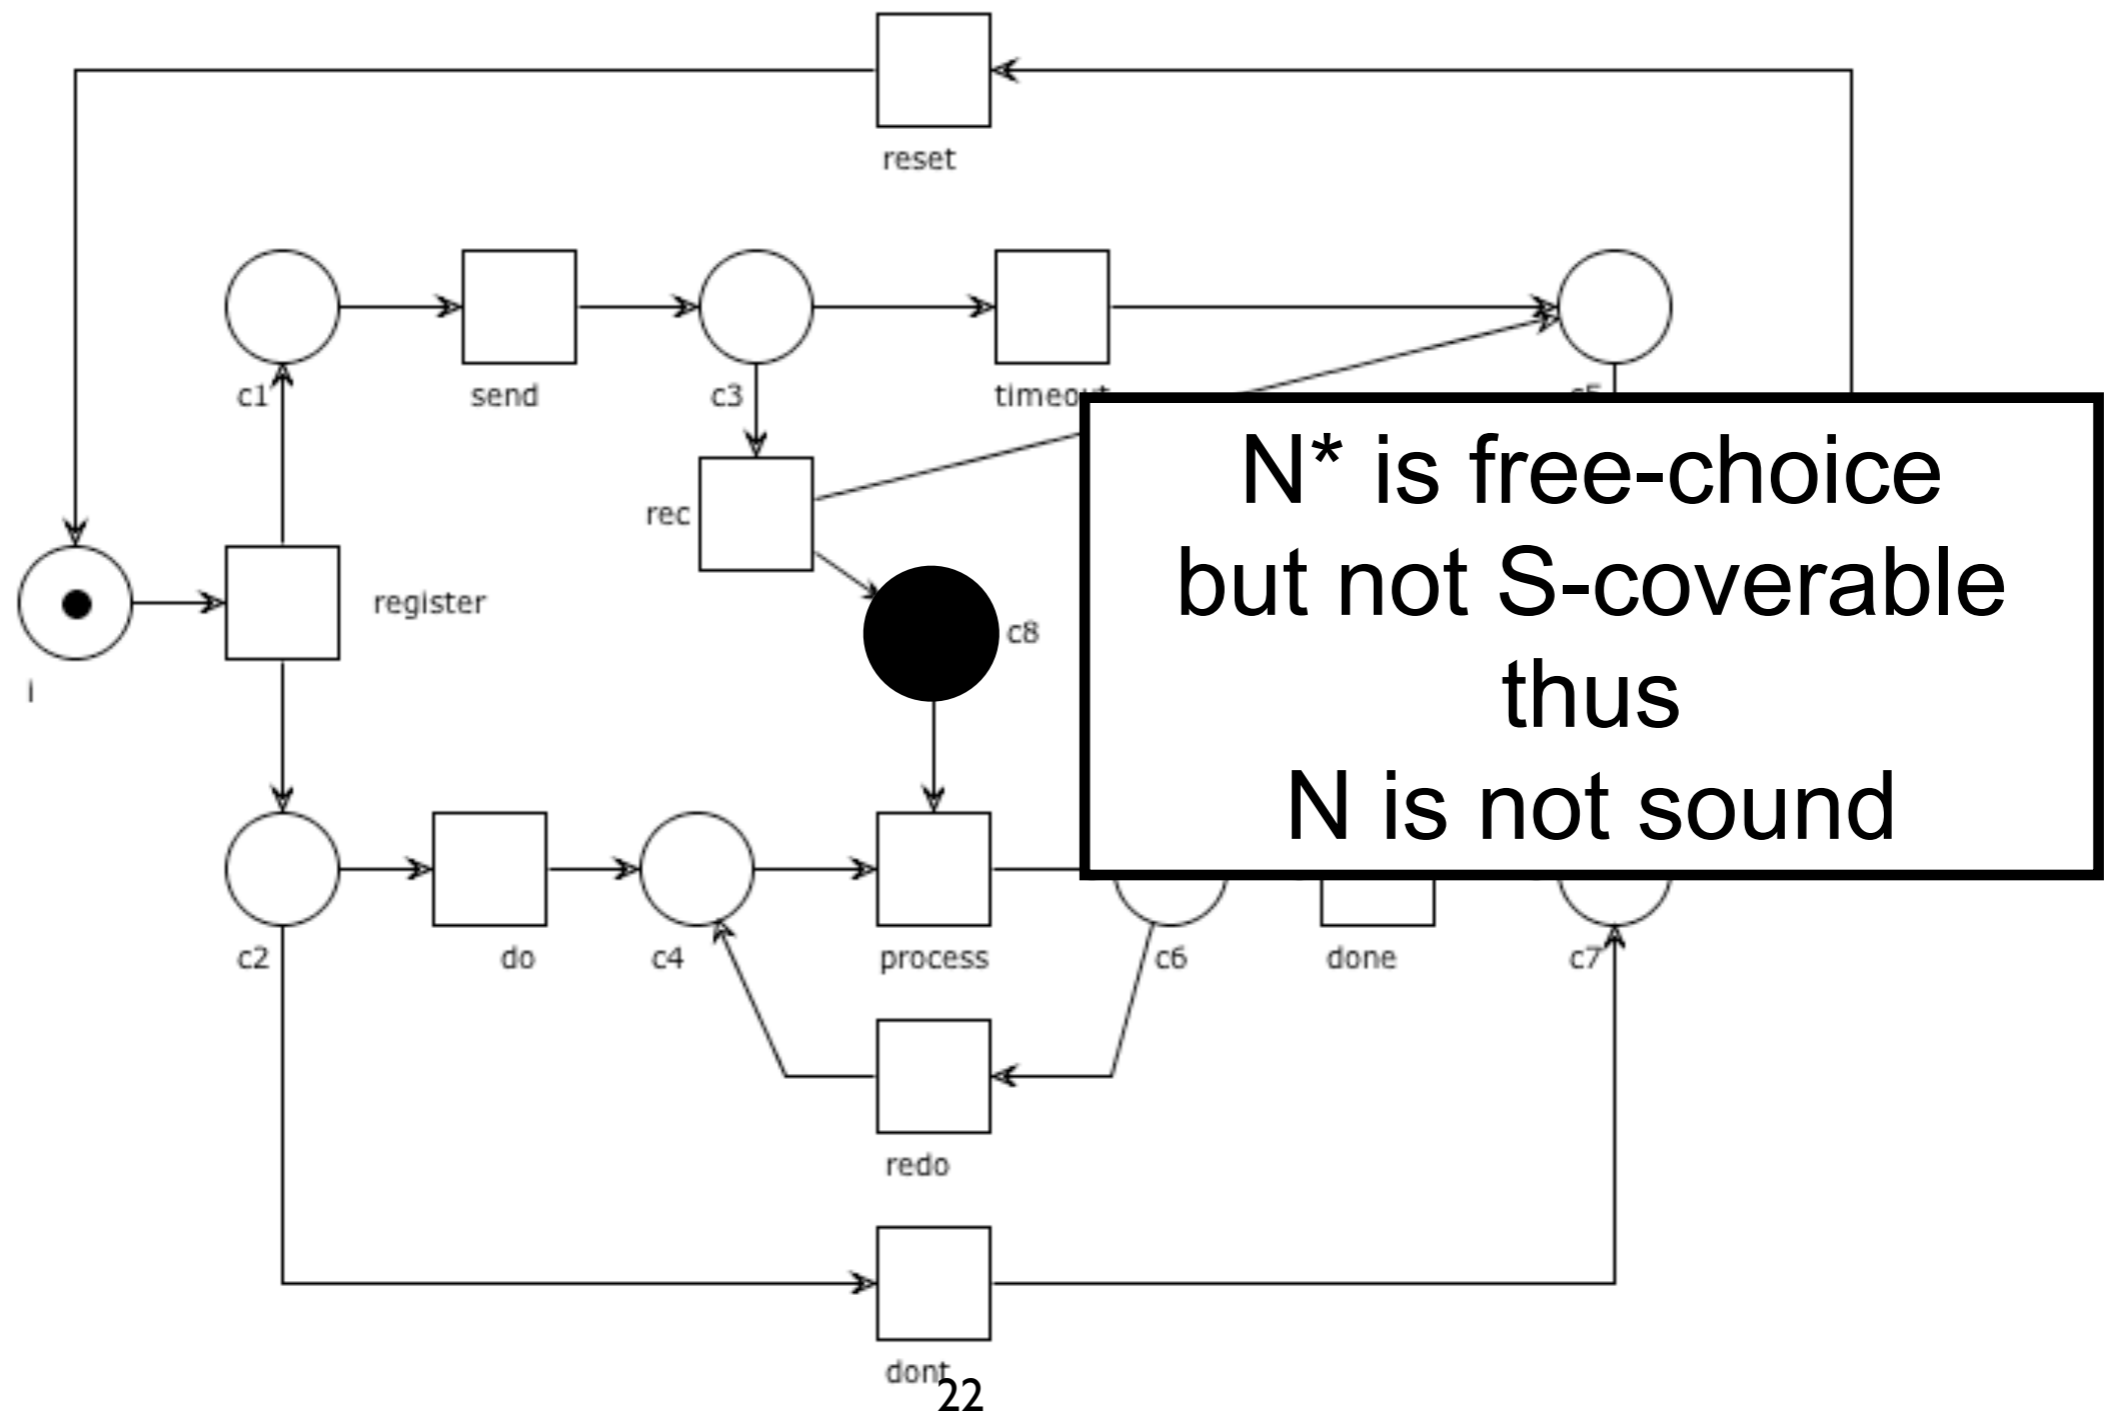 reset
c1
send
c3
timeout
c5
N* is free-choice
but not S-coverable
thus
N is not sound
rec
i
register
c8
c2
do
c4
process
c6
done
c7
redo
dont
22